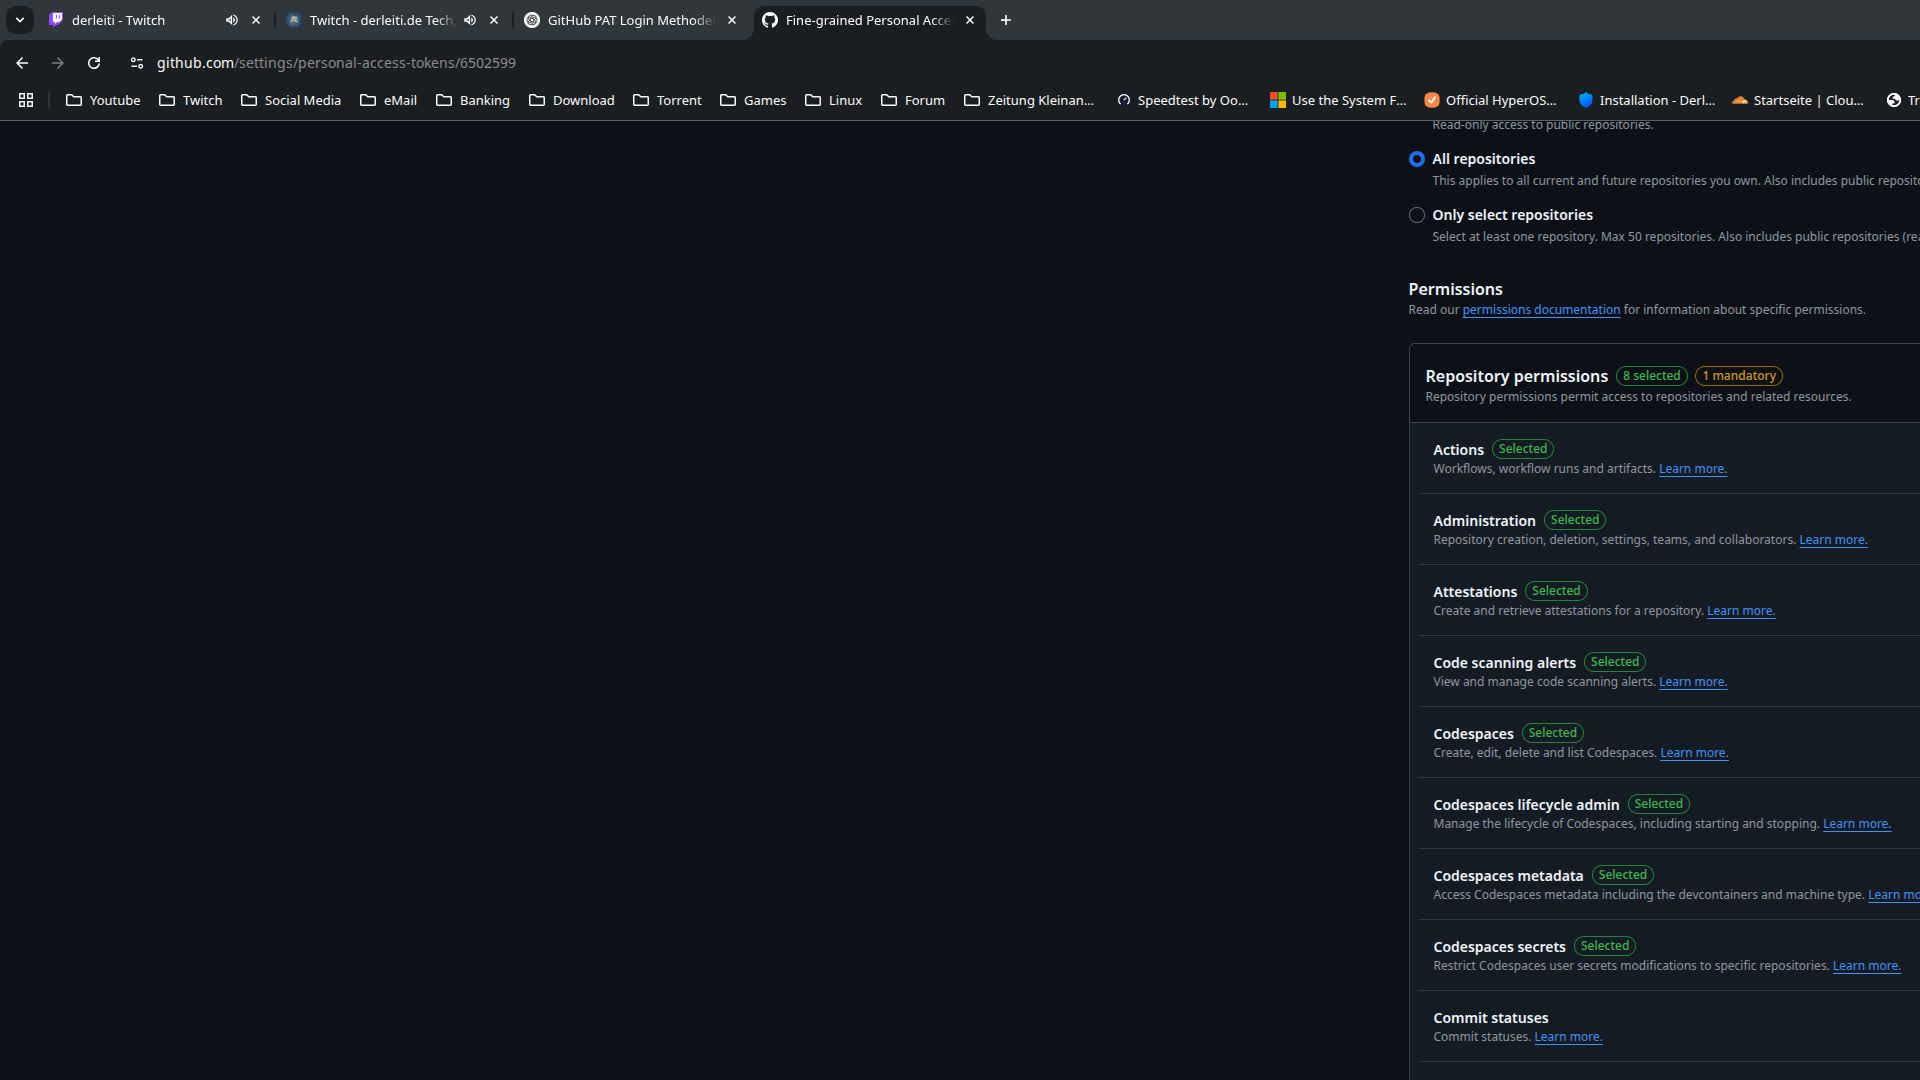 derleiti - Twitch
Twitch - derleiti.de Tech
GitHub PAT Login Methode
Fine-grained Personal Acce
github.com/settings/personal-access-tokens/6502599
Youtube
Twitch
Social Media
eMail
Banking
Download
Torrent
Games
Linux
Forum
Zeitung Kleinan...
Speedtest by Oo...
Use the System F...
Official HyperOS...
Installation - Derl...
Startseite | Clou...
Tr
Read-only access to public repositories.
All repositories
This applies to all current and future repositories you own. Also includes public reposito
Only select repositories
Select at least one repository. Max 50 repositories. Also includes public repositories (rea
Permissions
Read our permissions documentation for information about specific permissions.
Repository permissions 8 selected 1 mandatory
Repository permissions permit access to repositories and related resources.
Actions Selected
Workflows, workflow runs and artifacts. Learn more.
Administration Selected
Repository creation, deletion, settings, teams, and collaborators. Learn more.
Attestations Selected
Create and retrieve attestations for a repository. Learn more.
Code scanning alerts Selected
View and manage code scanning alerts. Learn more.
Codespaces Selected
Create, edit, delete and list Codespaces. Learn more.
Codespaces lifecycle admin Selected
Manage the lifecycle of Codespaces, including starting and stopping. Learn more.
Codespaces metadata Selected
Access Codespaces metadata including the devcontainers and machine type. Learn mo
Codespaces secrets Selected
Restrict Codespaces user secrets modifications to specific repositories. Learn more.
Commit statuses
Commit statuses. Learn more.